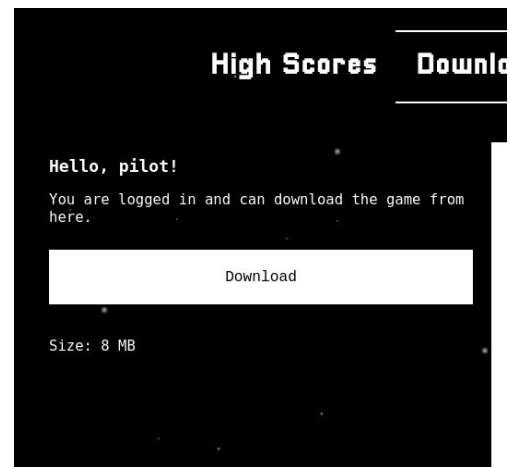 High Scores Downlo
Hello, pilot!
You are logged in and can download the game from
here.
Download
Size: 8 MB